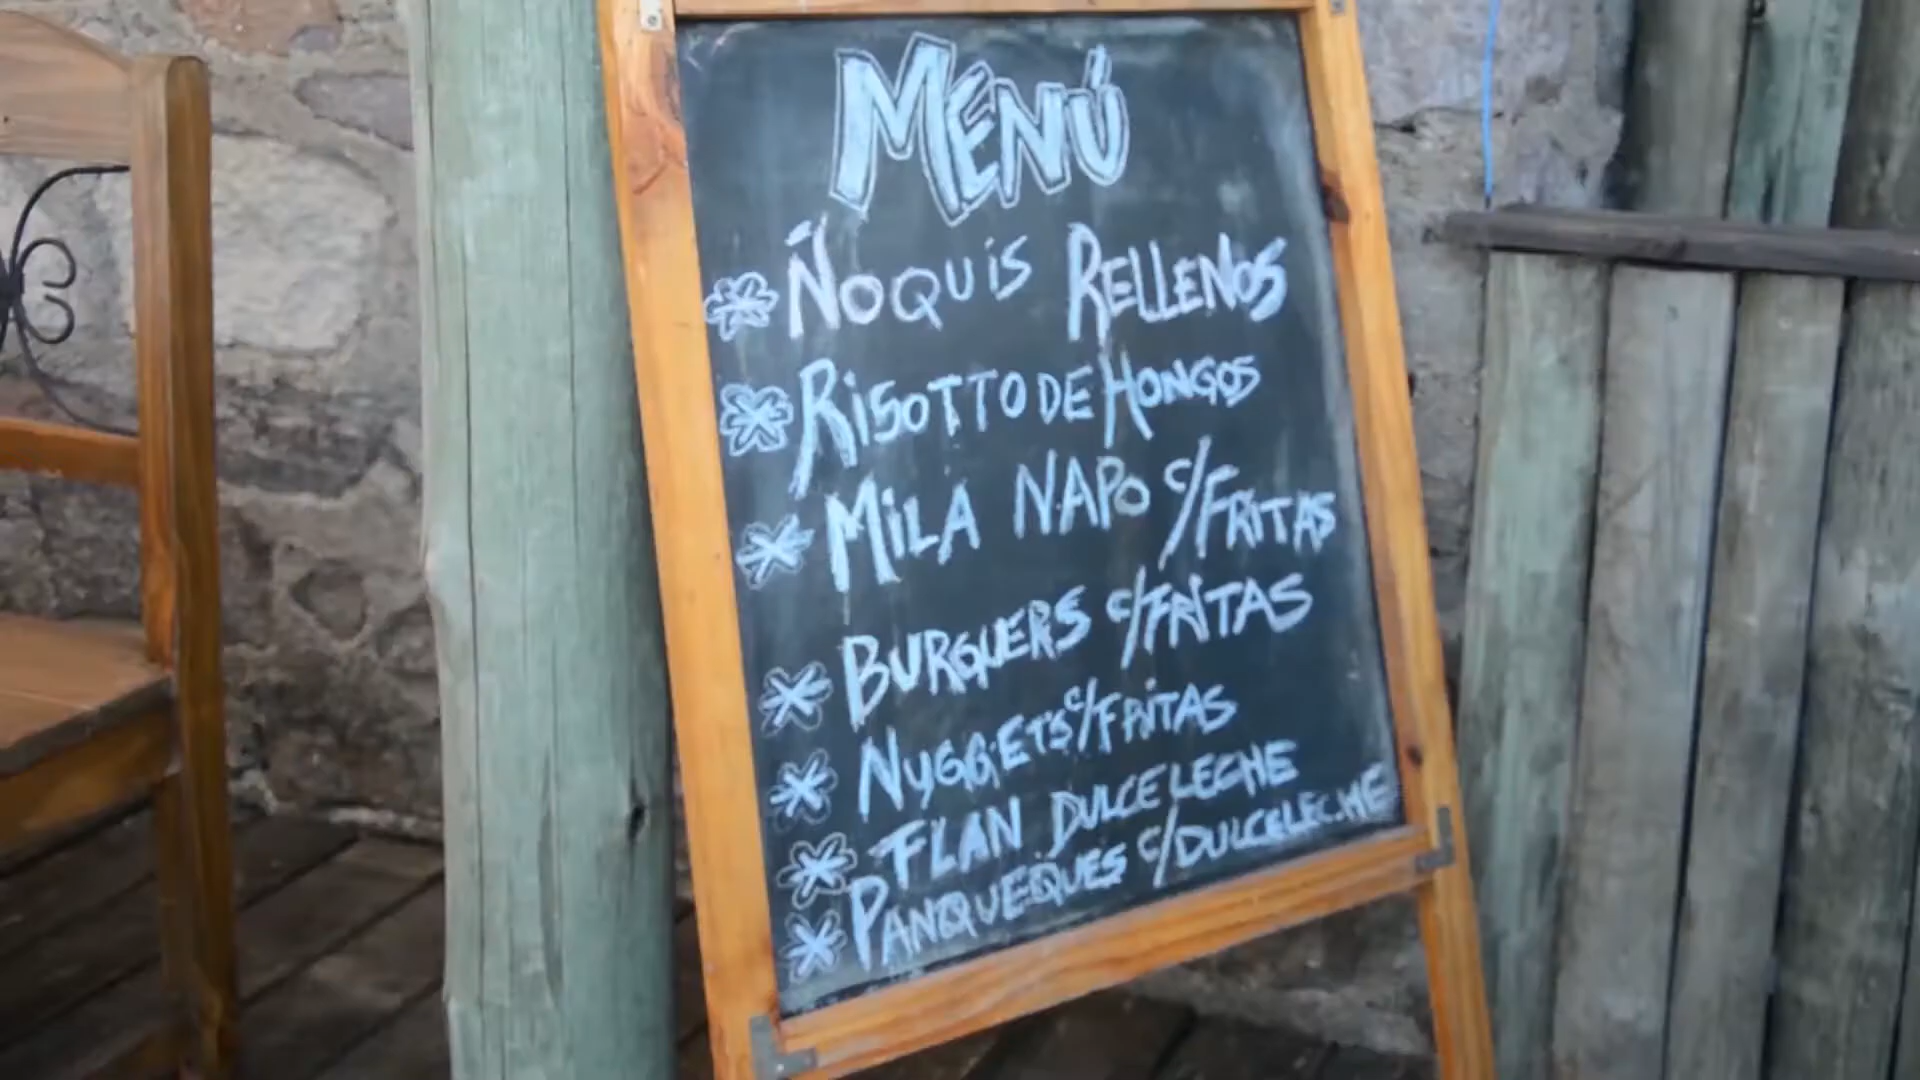 MENÚ
* ÑOQUIS RELLENOS
* RISOTTO DE HONGOS
* MILA NAPO C/FRITAS
* BURGUERS C/FRITAS
* NUGGETS C/FRITAS
* FLAN DULCE LECHE
* PANQUEQUES C/DULCELECHE